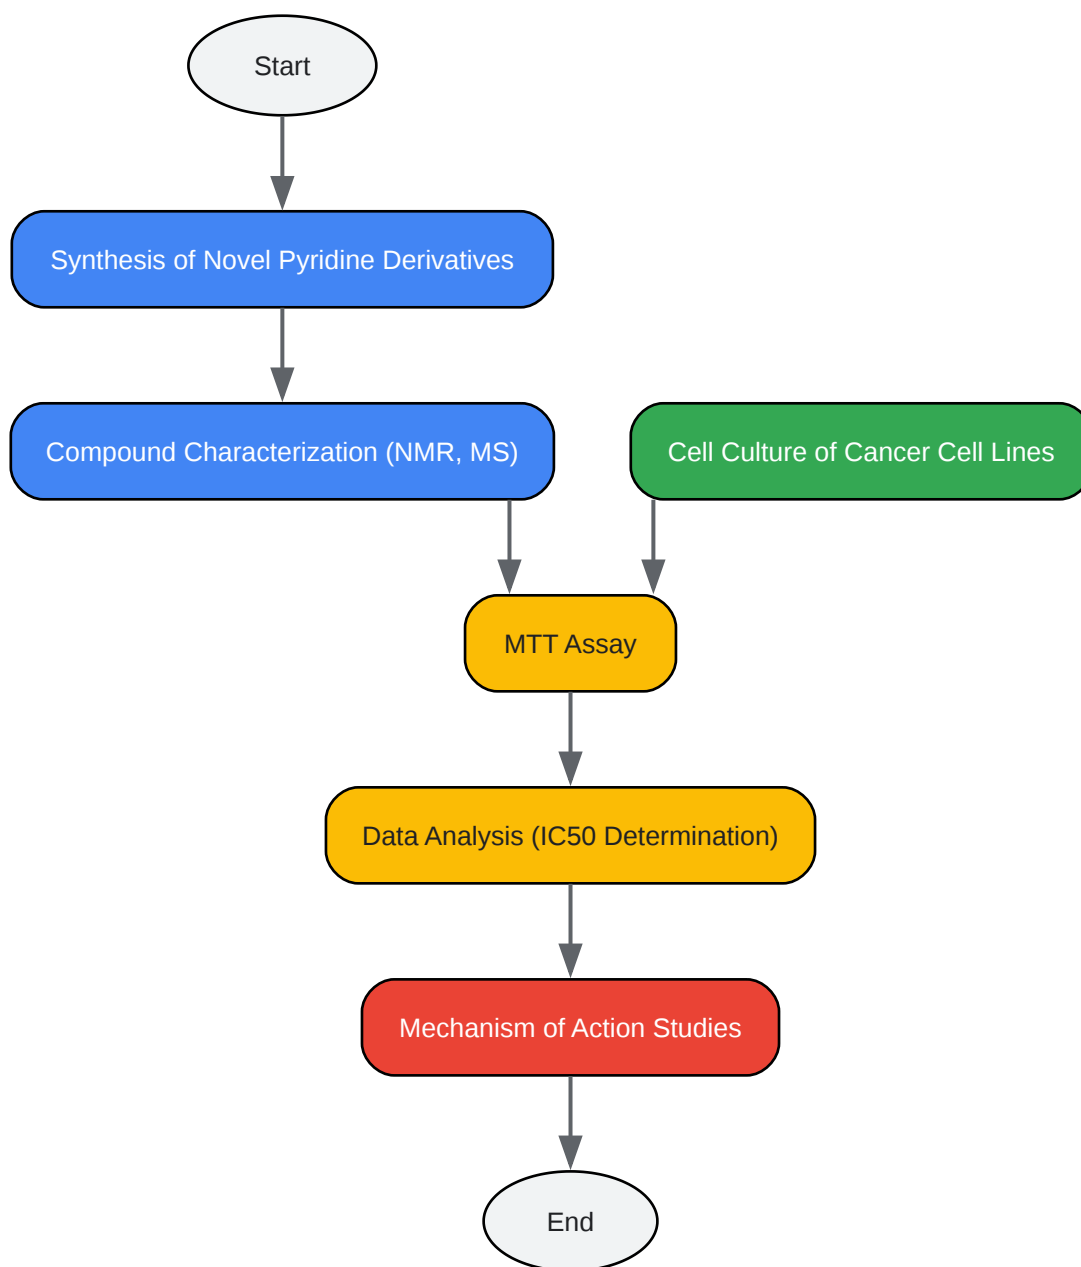 Start
Synthesis of Novel Pyridine Derivatives
Compound Characterization (NMR, MS)
Cell Culture of Cancer Cell Lines
MTT Assay
Data Analysis (IC50 Determination)
Mechanism of Action Studies
End